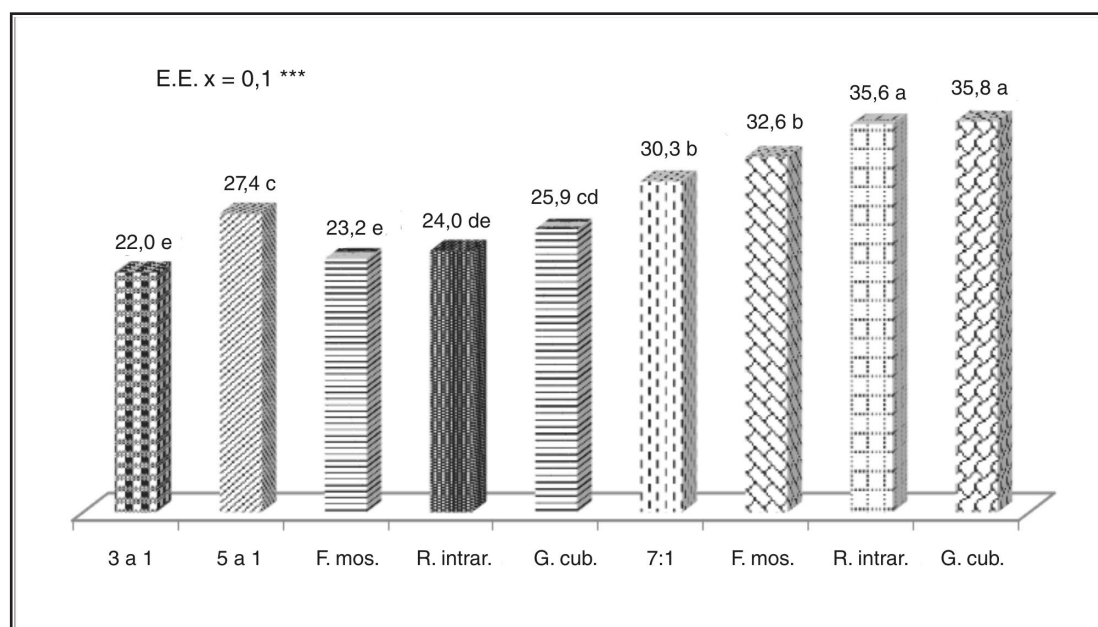 E.E. x = 0,1 ***
22,0 e
27,4 c
23,2 e
24,0 de
25,9 cd
30,3 b
32,6 b
35,6 a
35,8 a
3 a 1
5 a 1
F. mos.
R. intrar.
G. cub.
7:1
F. mos.
R. intrar.
G. cub.